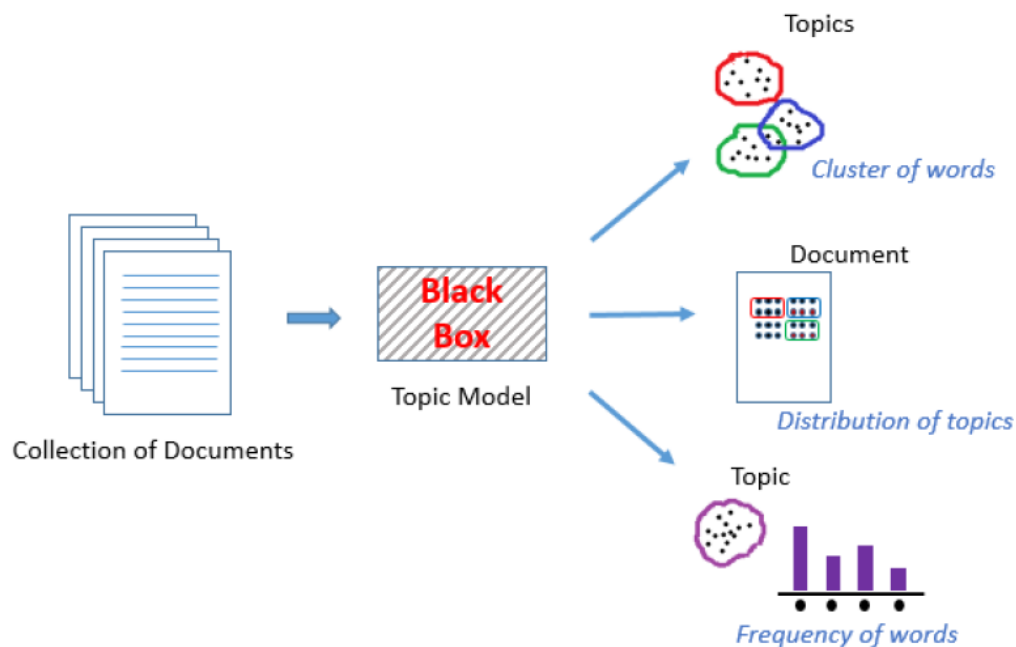 Topics
Cluster of words
Document
Black
Box
Topic Model
Distribution of topics
Collection of Documents
Topic
Frequency of words